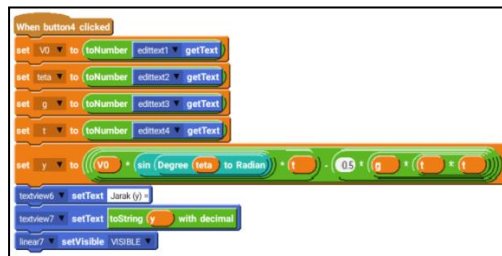 When button4 clicked
set V0 to toNumber edittext1 getText
set teta to toNumber edittext2 getText
set g to toNumber edittext3 getText
set t to toNumber edittext4 getText
set y to V0 * sin Degree teta to Radian * t - 0.5 * g * t * t
textview6 setText Jarak (y) =
textview7 setText toString y with decimal
linear7 setVisible VISIBLE